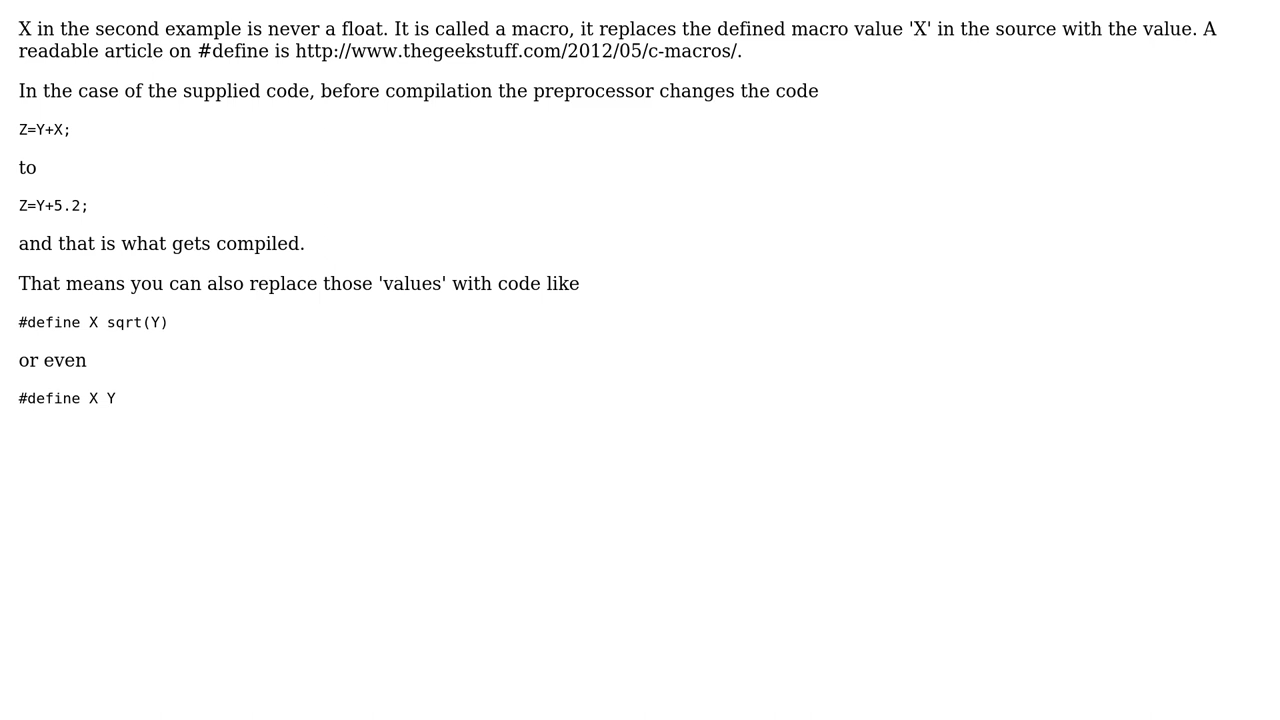 X in the second example is never a float. It is called a macro, it replaces the defined macro value 'X' in the source with the value. A
readable article on #define is http://www.thegeekstuff.com/2012/05/c-macros/.
In the case of the supplied code, before compilation the preprocessor changes the code
Z=Y+X;
to
Z=Y+5.2;
and that is what gets compiled.
That means you can also replace those 'values' with code like
#define X sqrt(Y)
or even
#define X Y